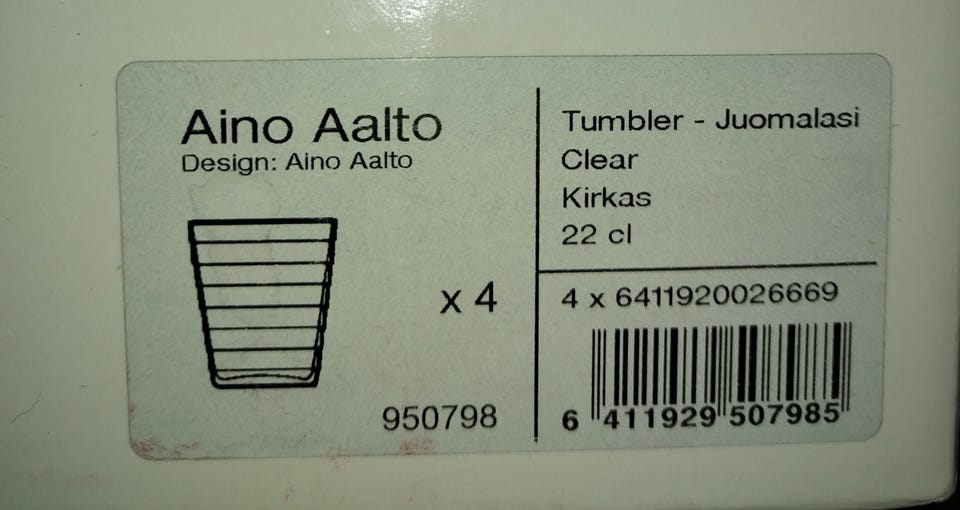 Aino Aalto
Design: Aino Aalto
x 4
950798
Tumbler - Juomalasi
Clear
Kirkas
22 cl
4 x 6411920026669
6 411929 507985